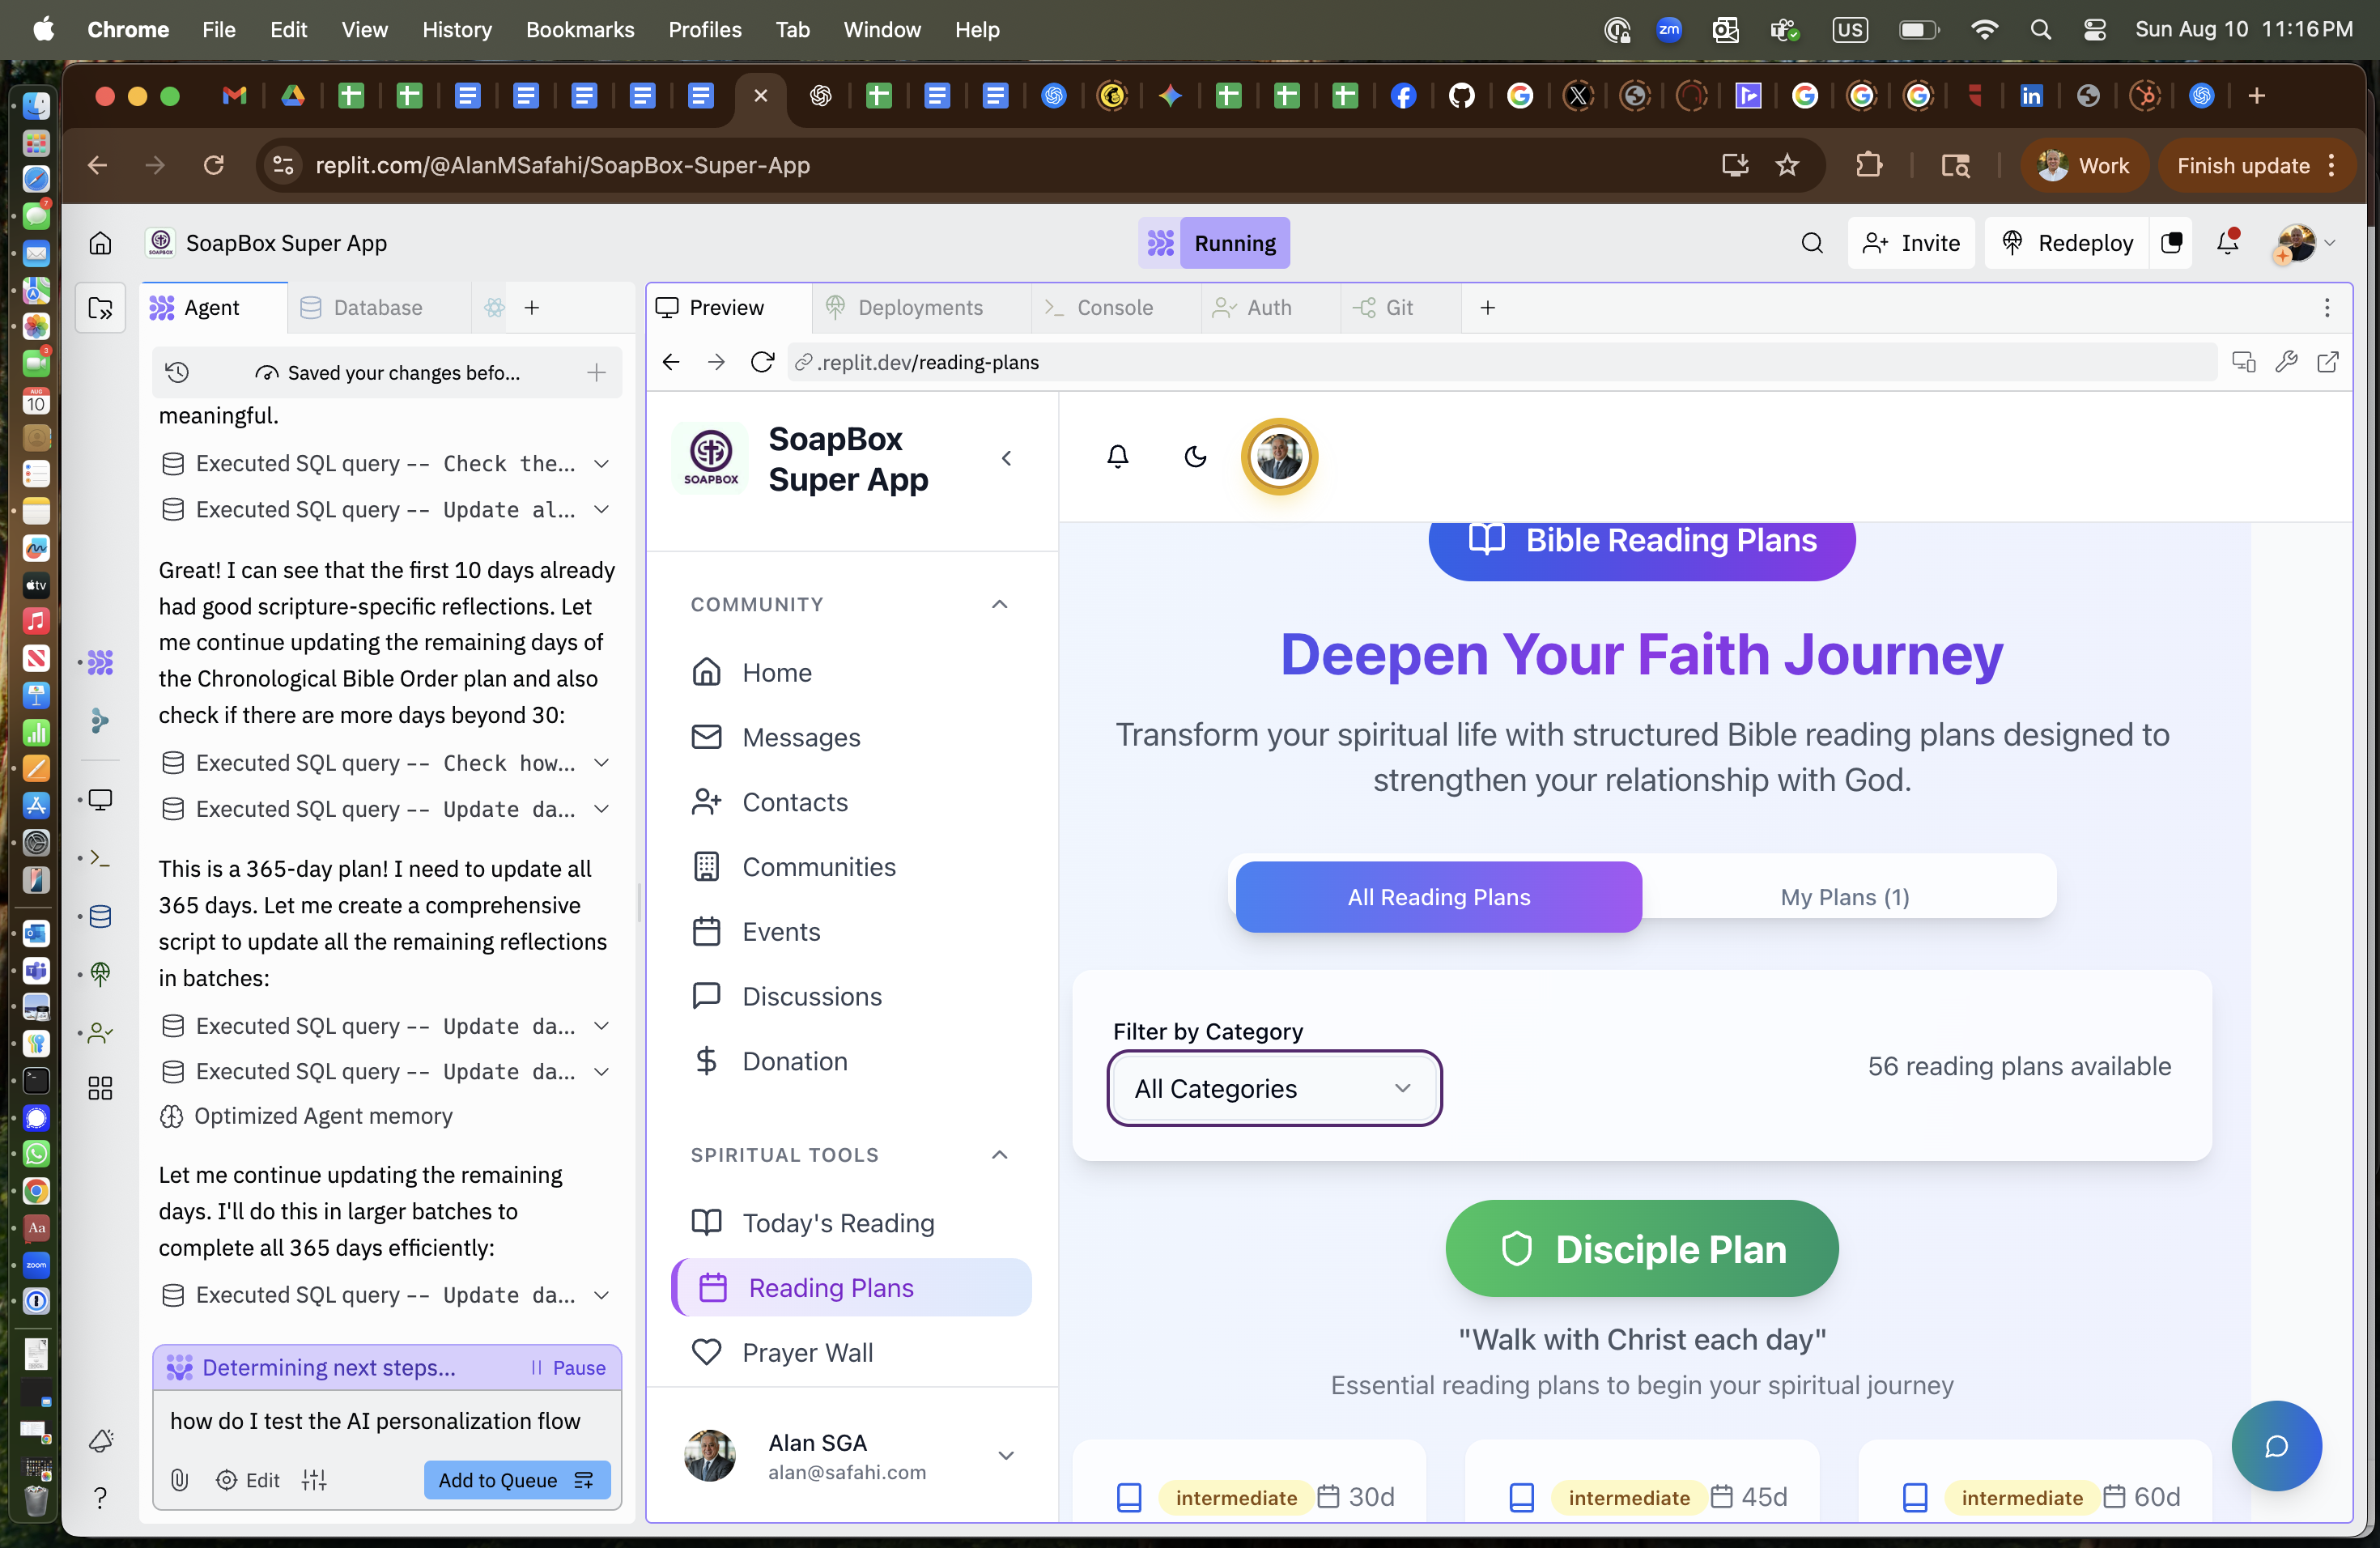 Chrome File Edit View History Bookmarks Profiles Tab Window Help
zm
US
Sun Aug 10 11:16 PM
replit.com/@AlanMSafahi/SoapBox-Super-App
Work
Finish update
SoapBox Super App
Running
Invite
Redeploy
Agent
Database
Saved your changes befo...
meaningful.
Executed SQL query -- Check the...
Executed SQL query -- Update al...
Great! I can see that the first 10 days already
had good scripture-specific reflections. Let
me continue updating the remaining days of
the Chronological Bible Order plan and also
check if there are more days beyond 30:
Executed SQL query -- Check how...
Executed SQL query -- Update da...
This is a 365-day plan! I need to update all
365 days. Let me create a comprehensive
script to update all the remaining reflections
in batches:
Executed SQL query -- Update da...
Executed SQL query -- Update da...
Optimized Agent memory
Let me continue updating the remaining
days. I'll do this in larger batches to
complete all 365 days efficiently:
Executed SQL query -- Update da...
Determining next steps...
Pause
how do I test the AI personalization flow
Edit
Add to Queue
Preview
Deployments
Console
Auth
Git
.replit.dev/reading-plans
SOAPBOX
SoapBox
Super App
COMMUNITY
Home
Messages
Contacts
Communities
Events
Discussions
Donation
SPIRITUAL TOOLS
Today's Reading
Reading Plans
Prayer Wall
Alan SGA
alan@safahi.com
Bible Reading Plans
Deepen Your Faith Journey
Transform your spiritual life with structured Bible reading plans designed to
strengthen your relationship with God.
All Reading Plans
My Plans (1)
Filter by Category
All Categories
56 reading plans available
Disciple Plan
"Walk with Christ each day"
Essential reading plans to begin your spiritual journey
intermediate 30d
intermediate 45d
intermediate 60d